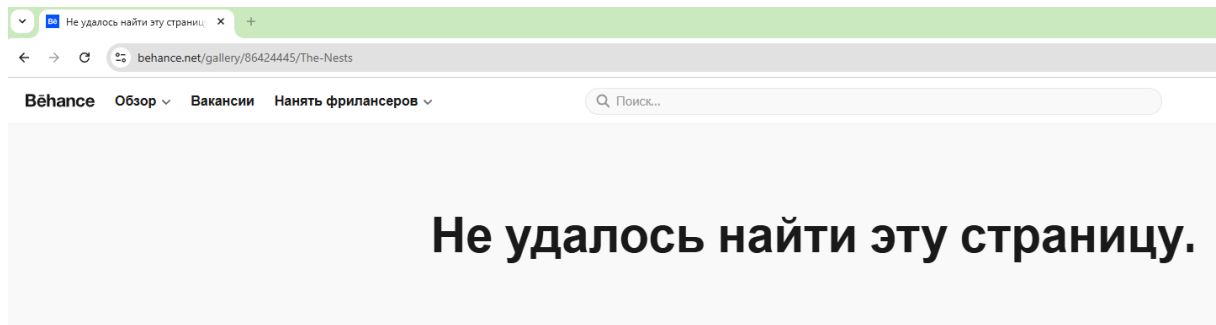 Не удалось найти эту страниц
behance.net/gallery/86424445/The-Nests
Bēhance Обзор Вакансии Нанять фрилансеров Поиск...
Не удалось найти эту страницу.